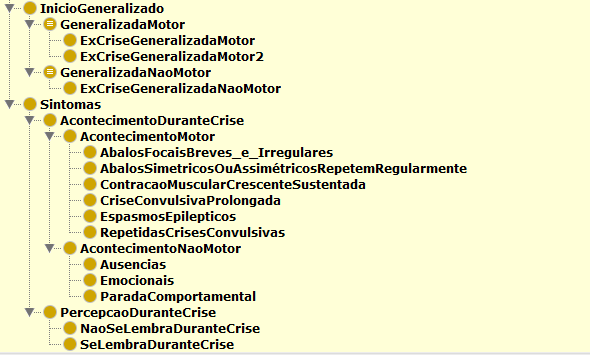 InicioGeneralizado
GeneralizadaMotor
ExCriseGeneralizadaMotor
ExCriseGeneralizadaMotor2
GeneralizadaNaoMotor
ExCriseGeneralizadaNaoMotor
Sintomas
AcontecimentoDuranteCrise
AcontecimentoMotor
AbalosFocaisBreves_e_Irregulares
AbalosSimetricosOuAssimétricosRepetemRegularmente
ContracaoMuscularCrescenteSustentada
CriseConvulsivaProlongada
EspasmosEpilepticos
RepetidasCrisesConvulsivas
AcontecimentoNaoMotor
Ausencias
Emocionais
ParadaComportamental
PercepcaoDuranteCrise
NaoSeLembraDuranteCrise
SeLembraDuranteCrise